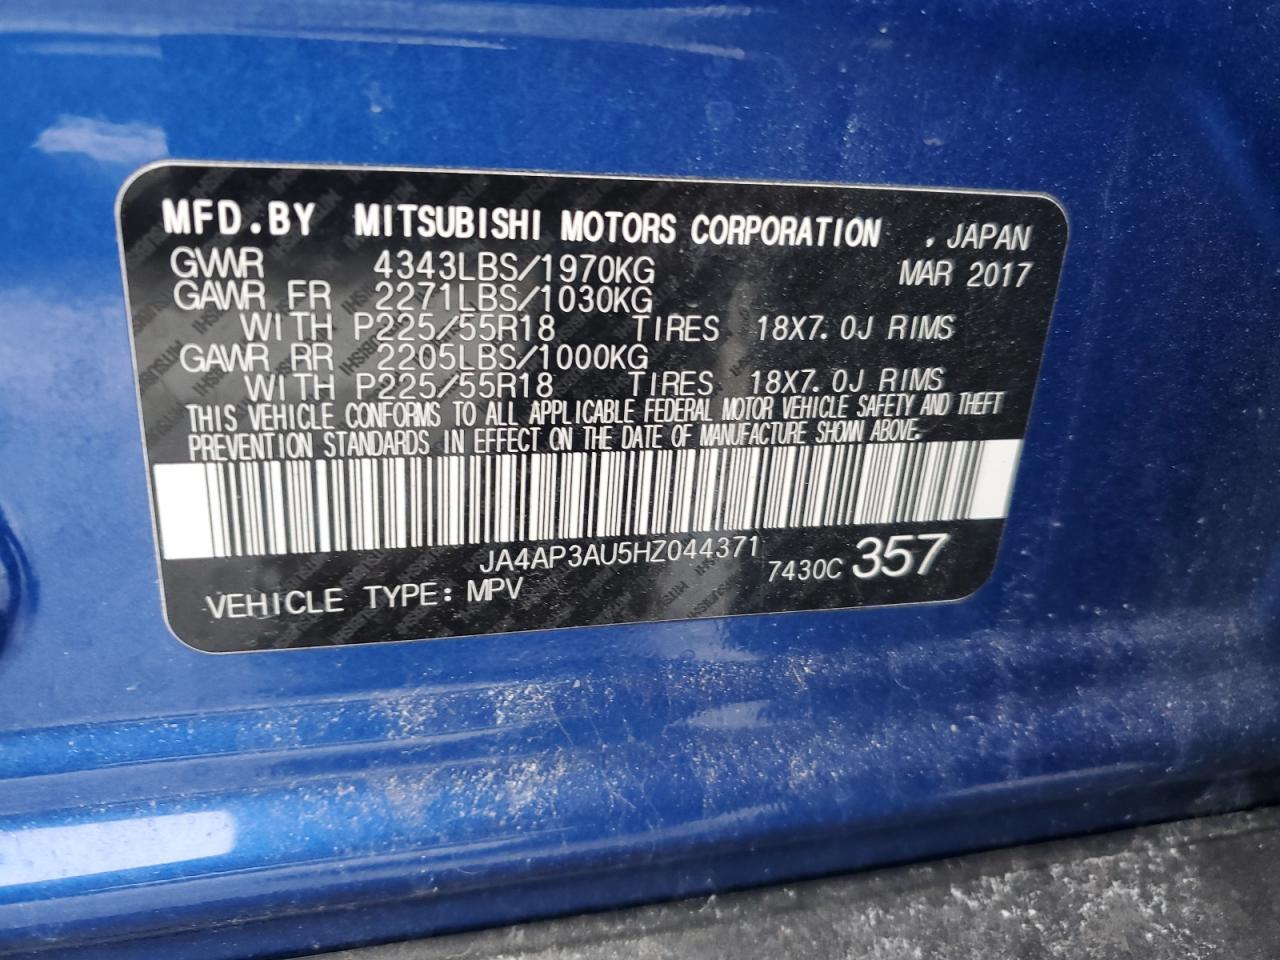 MFD.BY MITSUBISHI MOTORS CORPORATION , JAPAN
GVWR 4343LBS/1970KG MAR 2017
GAWR FR 2271LBS/1030KG
WITH P225/55R18 TIRES 18X7.0J RIMS
GAWR RR 2205LBS/1000KG
WITH P225/55R18 TIRES 18X7.0J RIMS
THIS VEHICLE CONFORMS TO ALL APPLICABLE FEDERAL MOTOR VEHICLE SAFETY AND THEFT
PREVENTION STANDARDS IN EFFECT ON THE DATE OF MANUFACTURE SHOWN ABOVE.
JA4AP3AU5HZ044371 7430C 357
VEHICLE TYPE: MPV